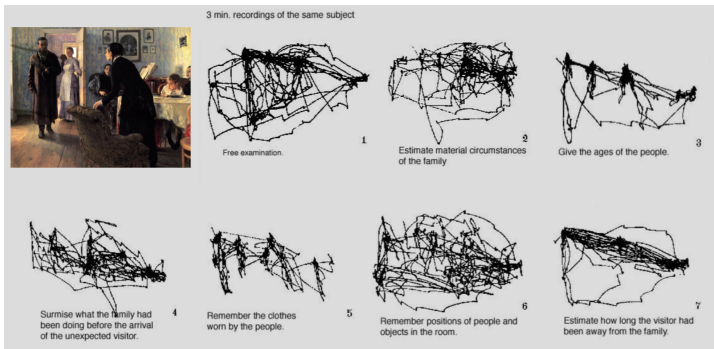 3 min. recordings of the same subject
1
Free examination.
2
Estimate material circumstances
of the family
3
Give the ages of the people.
4
Surmise what the family had
been doing before the arrival
of the unexpected visitor.
5
Remember the clothes
worn by the people.
6
Remember positions of people and
objects in the room.
7
Estimate how long the visitor had
been away from the family.